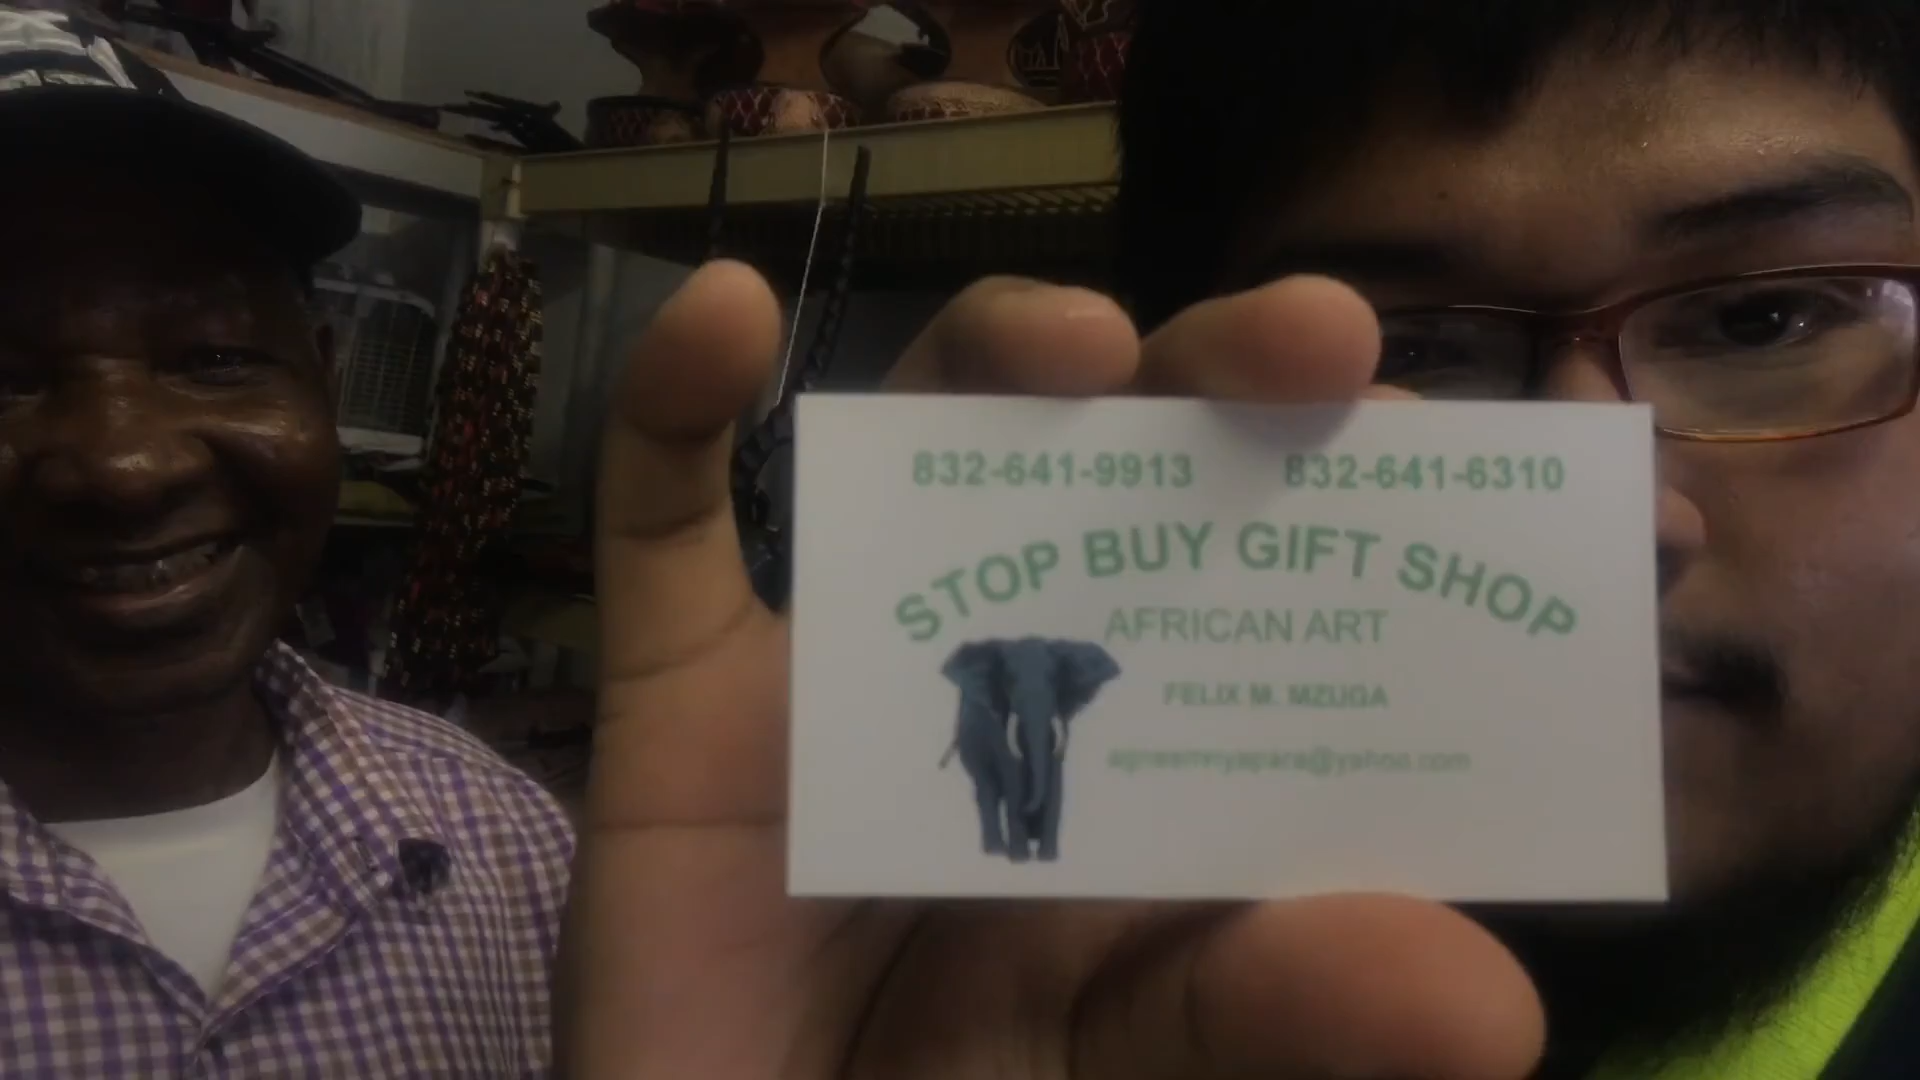 832-641-9913 832-641-6310
STOP BUY GIFT SHOP
AFRICAN ART
FELIX M. MZUGA